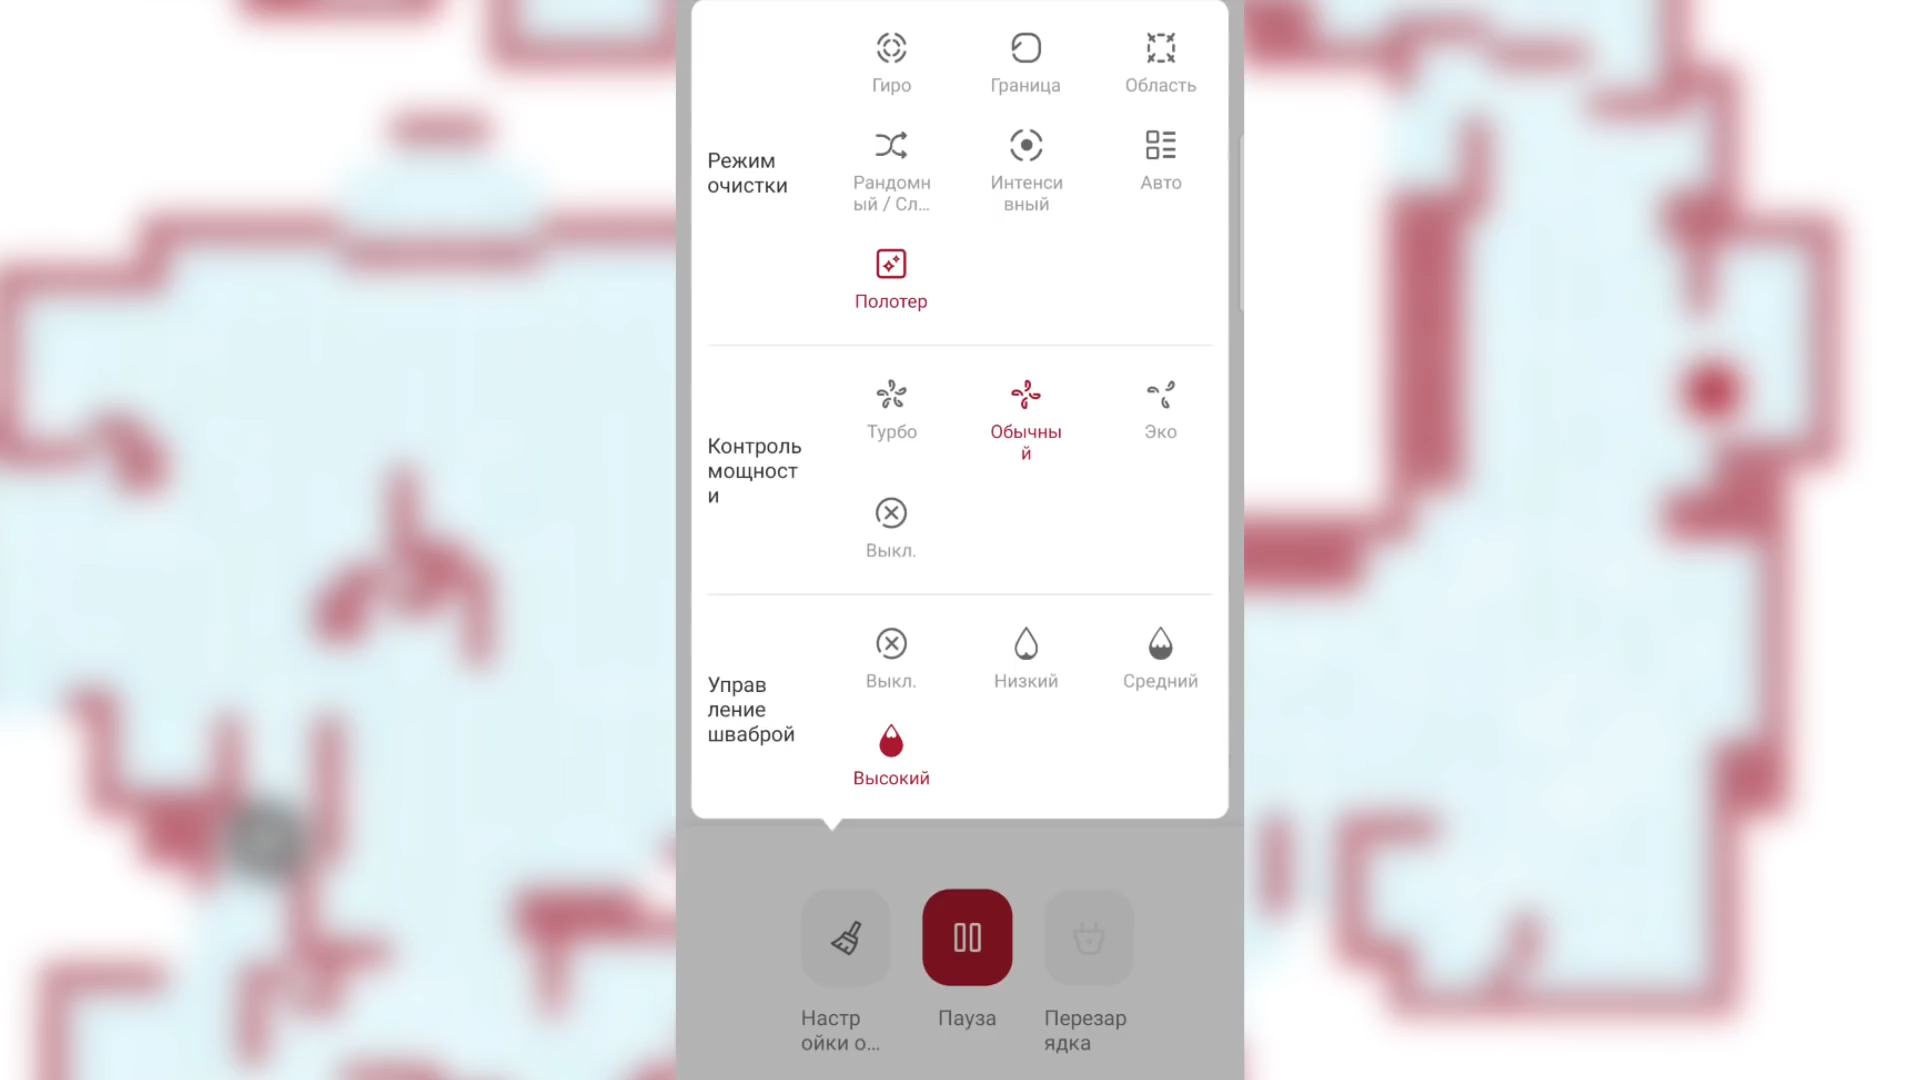 Гиро
Граница
Область
Режим
очистки
Рандомн
ый / Сл...
Интенси
вный
Авто
Полотер
Контроль
мощност
и
Турбо
Обычны
й
Эко
Выкл.
Управ
ление
шваброй
Выкл.
Низкий
Средний
Высокий
Настр
ойки о...
Пауза
Перезар
ядка